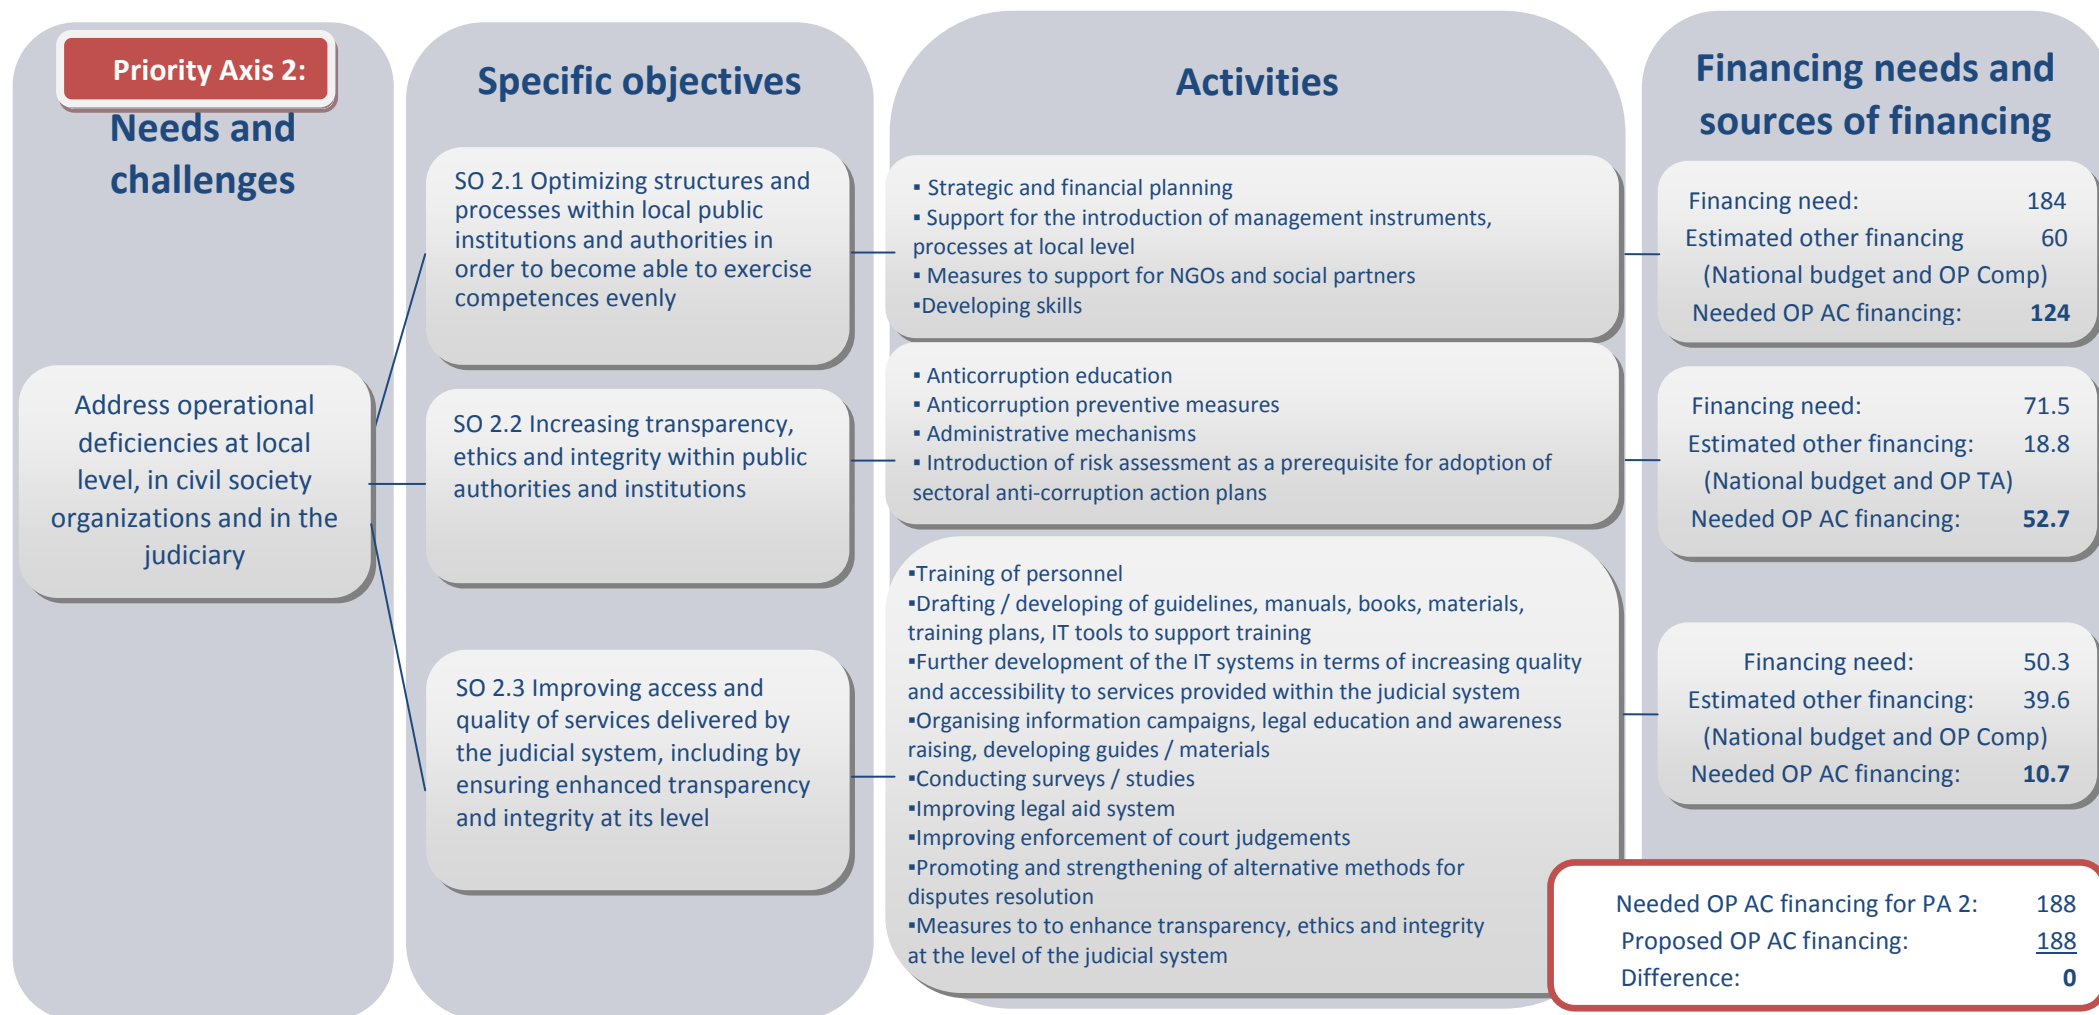 Priority Axis 2:
Needs and
challenges
Address operational
deficiencies at local
level, in civil society
organizations and in the
judiciary
Specific objectives
SO 2.1 Optimizing structures and
processes within local public
institutions and authorities in
order to become able to exercise
competences evenly
SO 2.2 Increasing transparency,
ethics and integrity within public
authorities and institutions
SO 2.3 Improving access and
quality of services delivered by
the judicial system, including by
ensuring enhanced transparency
and integrity at its level
Activities
▪ Strategic and financial planning
▪ Support for the introduction of management instruments,
processes at local level
▪ Measures to support for NGOs and social partners
▪Developing skills
▪ Anticorruption education
▪ Anticorruption preventive measures
▪ Administrative mechanisms
▪ Introduction of risk assessment as a prerequisite for adoption of
sectoral anti-corruption action plans
▪Training of personnel
▪Drafting / developing of guidelines, manuals, books, materials,
training plans, IT tools to support training
▪Further development of the IT systems in terms of increasing quality
and accessibility to services provided within the judicial system
▪Organising information campaigns, legal education and awareness
raising, developing guides / materials
▪Conducting surveys / studies
▪Improving legal aid system
▪Improving enforcement of court judgements
▪Promoting and strengthening of alternative methods for
disputes resolution
▪Measures to to enhance transparency, ethics and integrity
at the level of the judicial system
Financing needs and
sources of financing
Financing need: 184
Estimated other financing 60
(National budget and OP Comp)
Needed OP AC financing: 124
Financing need: 71.5
Estimated other financing: 18.8
(National budget and OP TA)
Needed OP AC financing: 52.7
Financing need: 50.3
Estimated other financing: 39.6
(National budget and OP Comp)
Needed OP AC financing: 10.7
Needed OP AC financing for PA 2: 188
Proposed OP AC financing: 188
Difference: 0